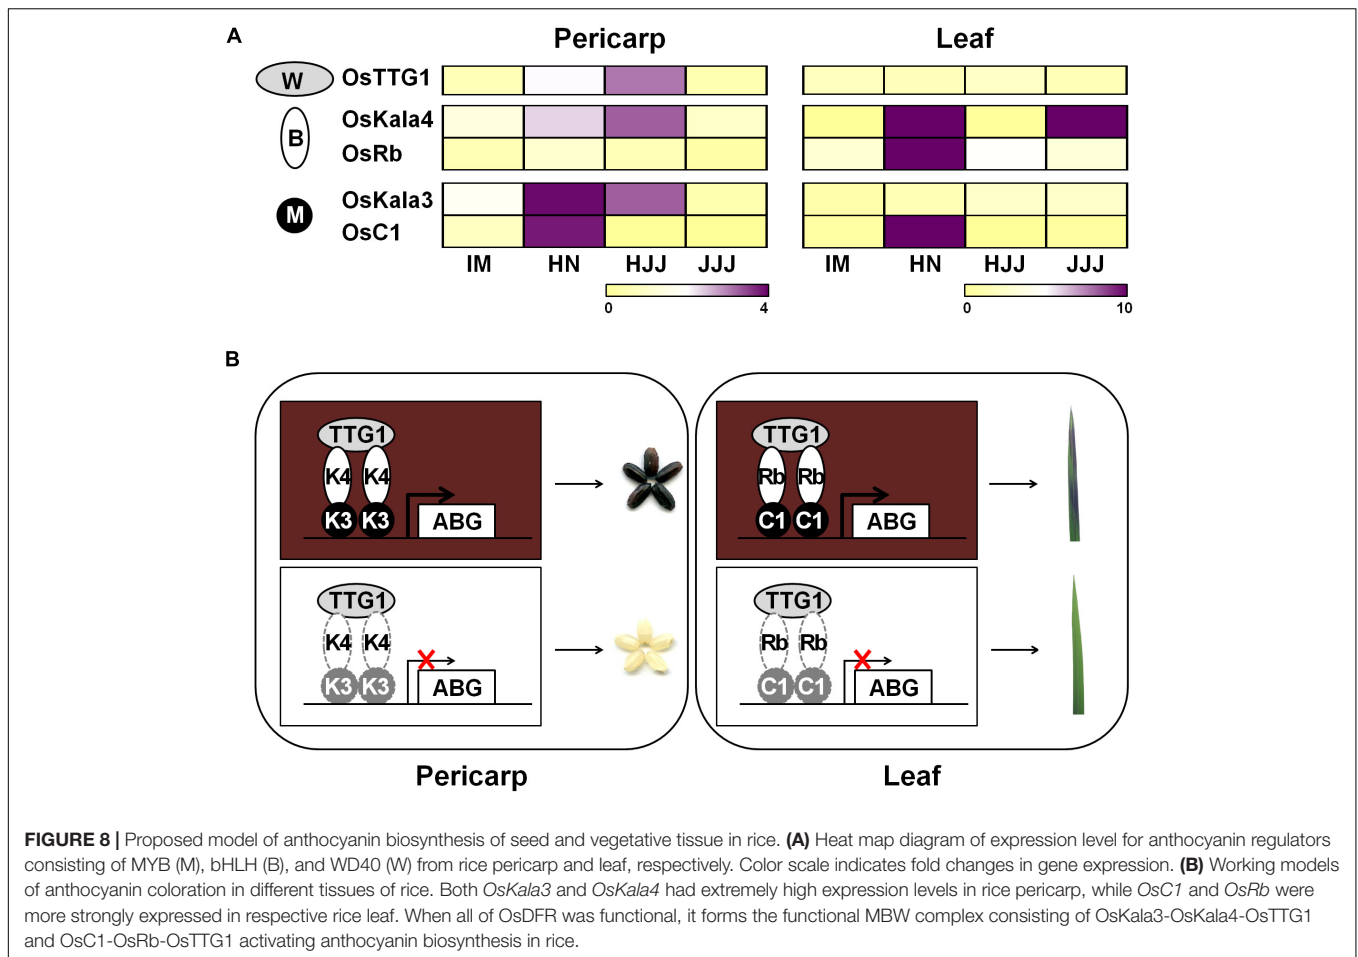 A
Pericarp
Leaf
W
OsTTG1
B
OsKala4
OsRb
M
OsKala3
OsC1
IM HN HJJ JJJ
IM HN HJJ JJJ
0 4
0 10
B
TTG1
K4 K4
K3 K3
ABG
TTG1
Rb Rb
C1 C1
ABG
TTG1
K4 K4
K3 K3
ABG
TTG1
Rb Rb
C1 C1
ABG
Pericarp
Leaf
FIGURE 8 | Proposed model of anthocyanin biosynthesis of seed and vegetative tissue in rice. (A) Heat map diagram of expression level for anthocyanin regulators
consisting of MYB (M), bHLH (B), and WD40 (W) from rice pericarp and leaf, respectively. Color scale indicates fold changes in gene expression. (B) Working models
of anthocyanin coloration in different tissues of rice. Both OsKala3 and OsKala4 had extremely high expression levels in rice pericarp, while OsC1 and OsRb were
more strongly expressed in respective rice leaf. When all of OsDFR was functional, it forms the functional MBW complex consisting of OsKala3-OsKala4-OsTTG1
and OsC1-OsRb-OsTTG1 activating anthocyanin biosynthesis in rice.